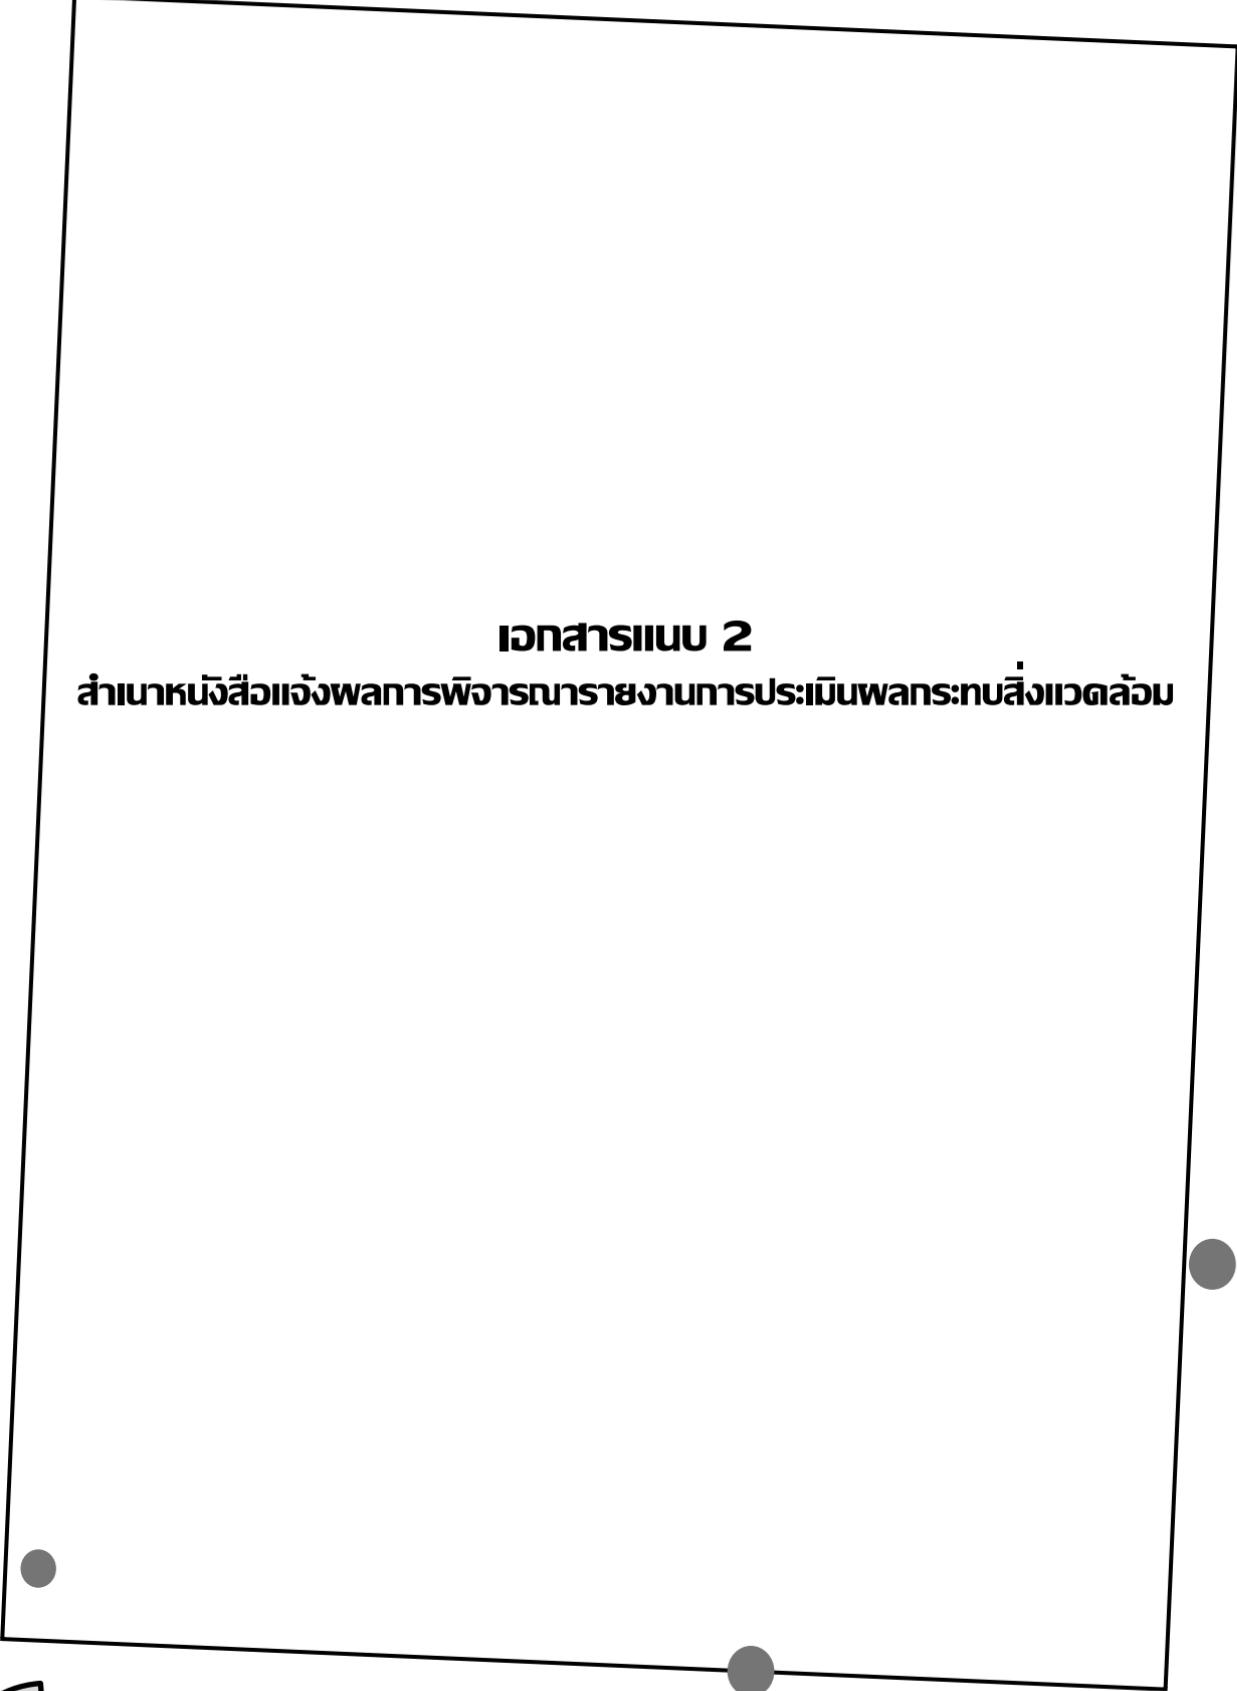 เอกสารแนบ 2
สำเนาหนังสือแจ้งผลการพิจารณารายงานการประเมินผลกระทบสิ่งแวดล้อม